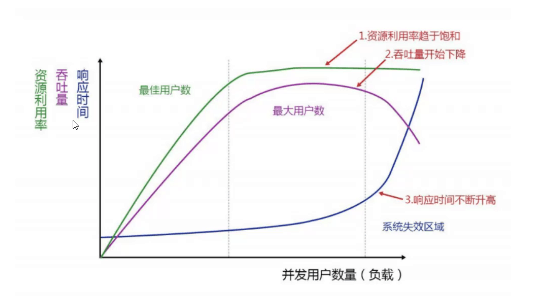 1.资源利用率趋于饱和
2.吞吐量开始下降
资源利用率
吞吐量
响应时间
最佳用户数
最大用户数
3.响应时间不断升高
系统失效区域
并发用户数量（负载）